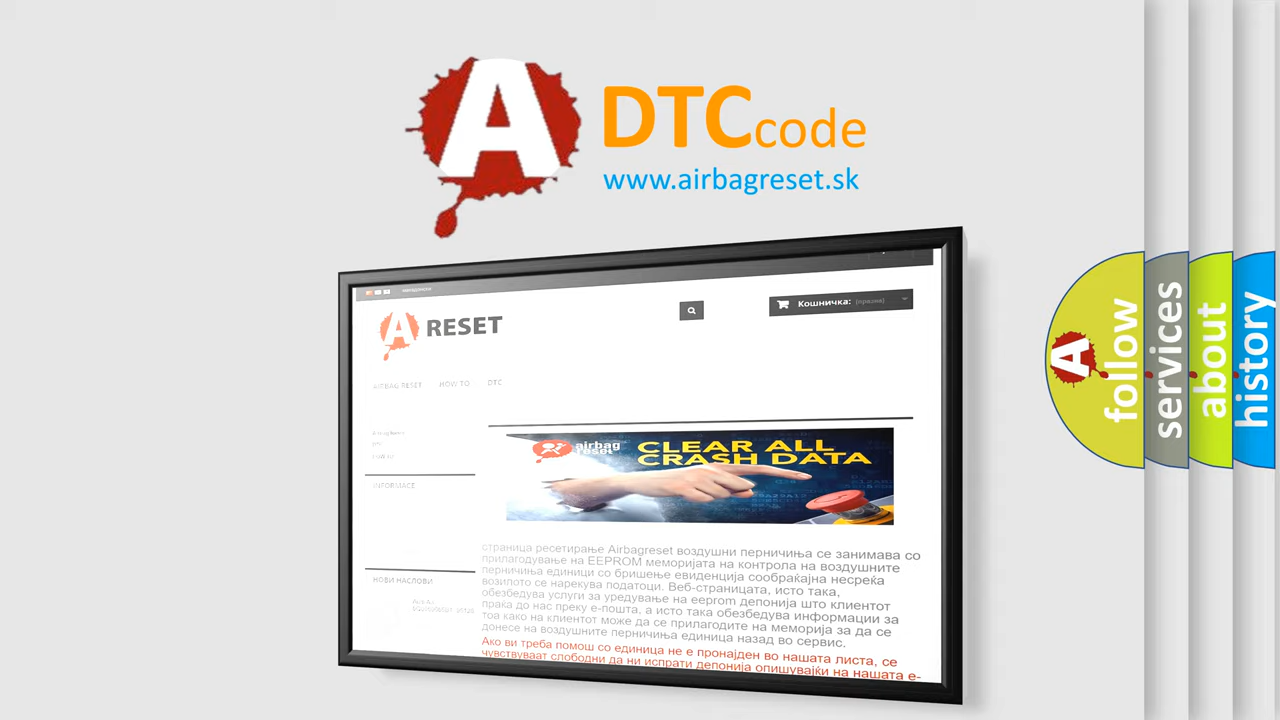 A
DTCcode
www.airbagreset.sk
A RESET
Кошничка: (празна)
AIRBAG RESET HOW TO DTC
airbag reset
CLEAR ALL
CRASH DATA
INFORMACE
страница ресетирање Airbagreset воздушни перничиња се занимава со
прилагодување на EEPROM меморијата на контрола на воздушните
перничиња единици со бришење евиденција сообраќајна несреќа
возилото се нарекува податоци. Веб-страницата, исто така,
обезбедува услуги за уредување на eeprom депонија што клиентот
праќа до нас преку е-пошта, а исто така обезбедува информации за
тоа како на клиентот може да се прилагодите на меморија за да се
донесе на воздушните перничиња единица назад во сервис.
Ако ви треба помош со единица не е пронајден во нашата листа, се
чувствуваат слободни да ни испрати депонија опишувајќи на нашата е-
НОВИ НАСЛОВИ
A
follow
services
about
history